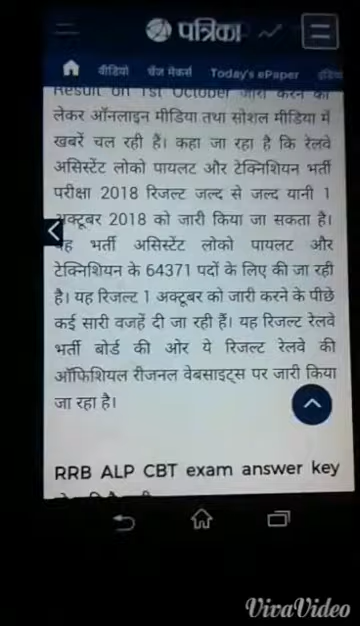 पत्रिका
वीडियो चेंज मेकर्स Today's ePaper
Result on 1st October जारी करने को
लेकर ऑनलाइन मीडिया तथा सोशल मीडिया में
खबरें चल रही हैं। कहा जा रहा है कि रेलवे
असिस्टेंट लोको पायलट और टेक्निशियन भर्ती
परीक्षा 2018 रिजल्ट जल्द से जल्द यानी 1
अक्टूबर 2018 को जारी किया जा सकता है।
यह भर्ती असिस्टेंट लोको पायलट और
टेक्निशियन के 64371 पदों के लिए की जा रही
है। यह रिजल्ट 1 अक्टूबर को जारी करने के पीछे
कई सारी वजहें दी जा रही हैं। यह रिजल्ट रेलवे
भर्ती बोर्ड की ओर ये रिजल्ट रेलवे की
ऑफिशियल रीजनल वेबसाइट्स पर जारी किया
जा रहा है।
RRB ALP CBT exam answer key
VivaVideo